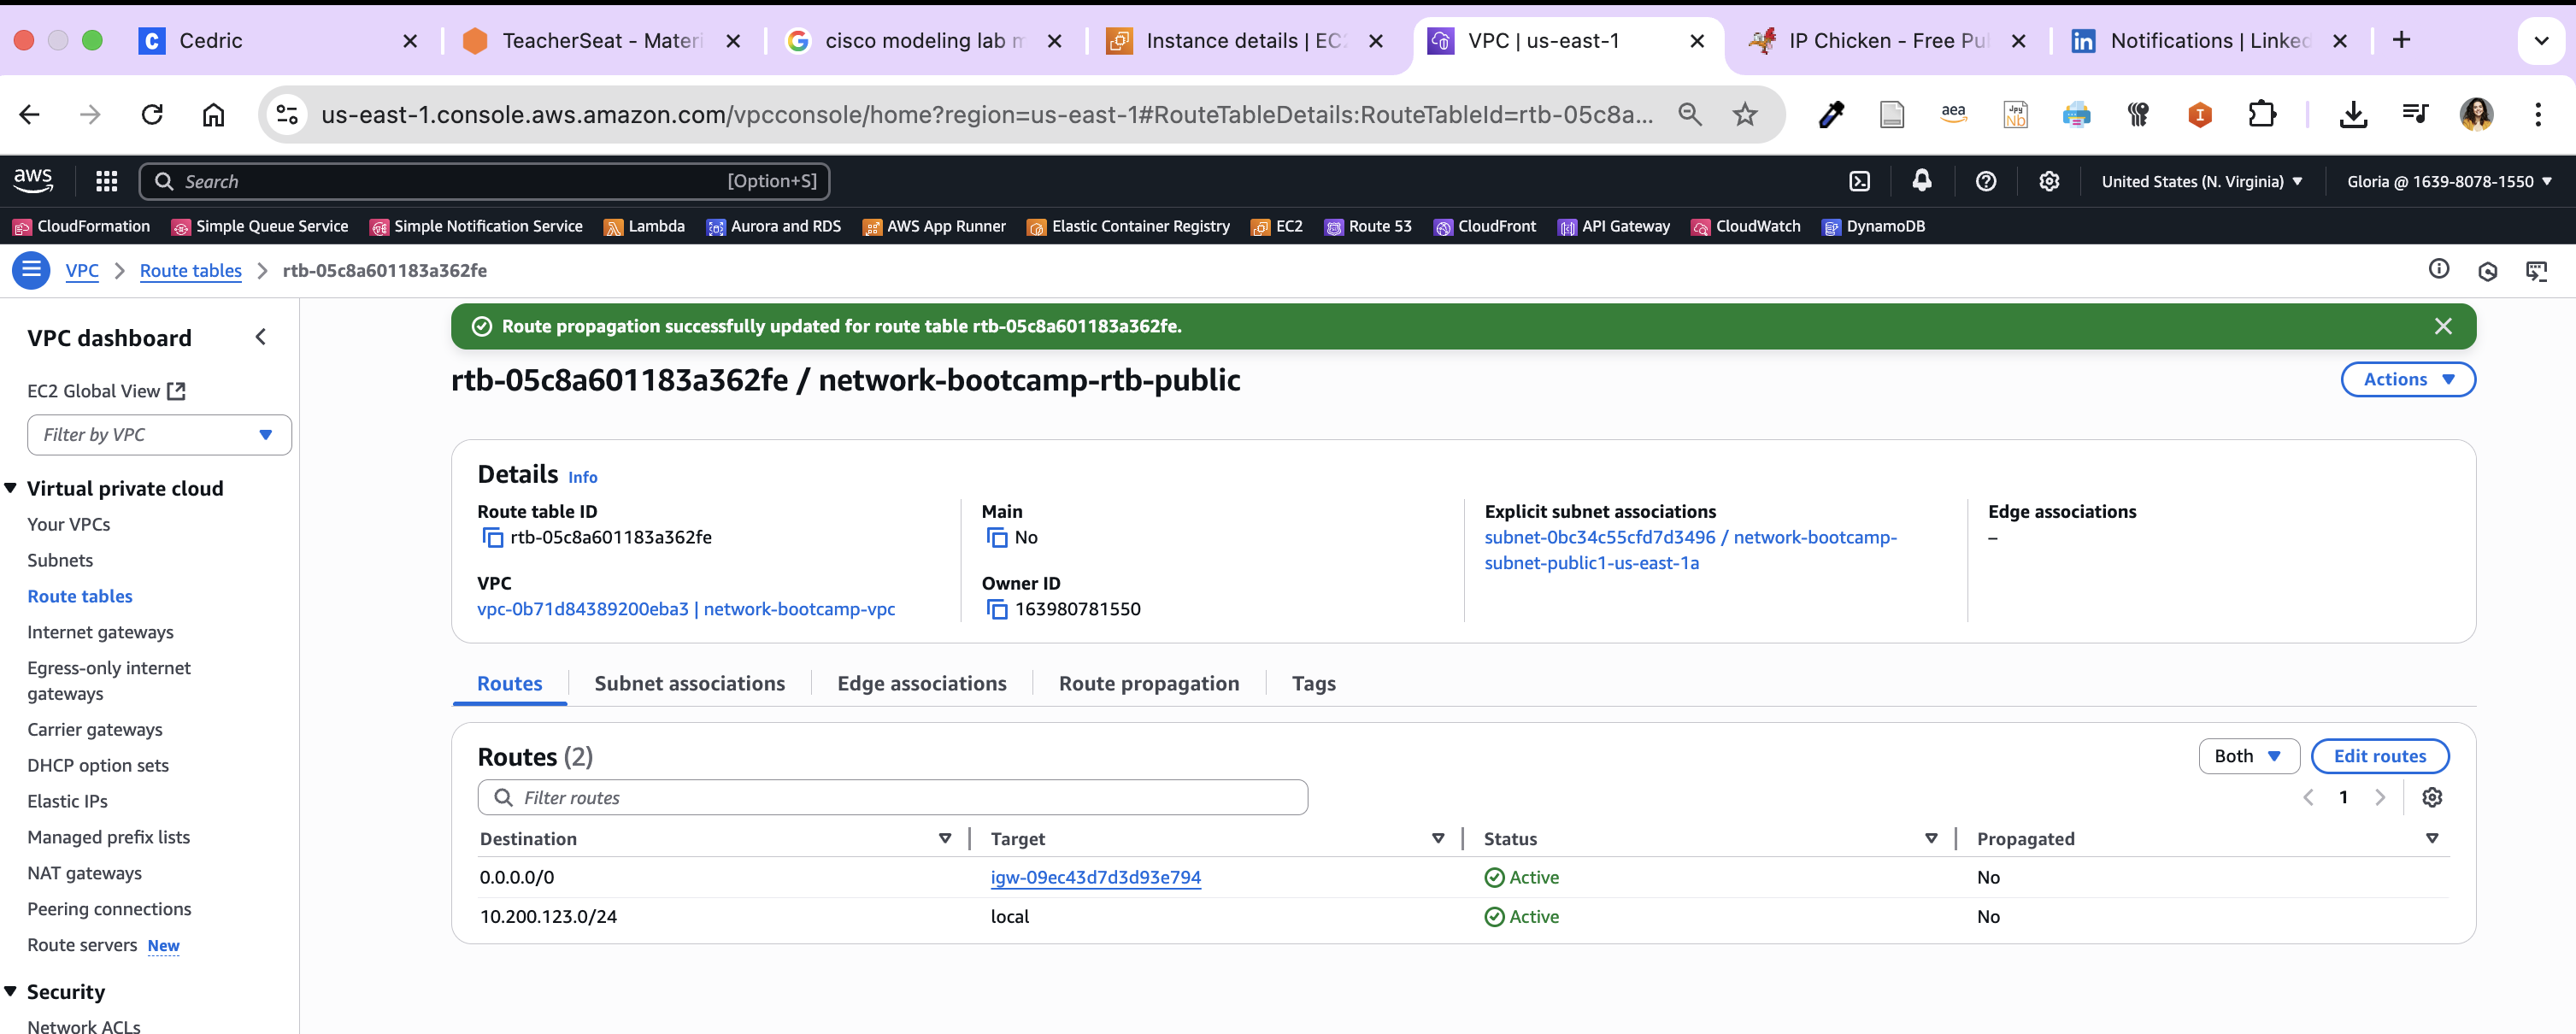 Cedric
TeacherSeat - Materi
cisco modeling lab m
Instance details | EC2
VPC | us-east-1
IP Chicken - Free Pu
Notifications | Linked
us-east-1.console.aws.amazon.com/vpcconsole/home?region=us-east-1#RouteTableDetails:RouteTableId=rtb-05c8a...
aea
Jpy
Nb
aws
Search
[Option+S]
United States (N. Virginia)
Gloria @ 1639-8078-1550
CloudFormation
Simple Queue Service
Simple Notification Service
Lambda
Aurora and RDS
AWS App Runner
Elastic Container Registry
EC2
Route 53
CloudFront
API Gateway
CloudWatch
DynamoDB
VPC > Route tables > rtb-05c8a601183a362fe
VPC dashboard
EC2 Global View
Filter by VPC
Virtual private cloud
Your VPCs
Subnets
Route tables
Internet gateways
Egress-only internet
gateways
Carrier gateways
DHCP option sets
Elastic IPs
Managed prefix lists
NAT gateways
Peering connections
Route servers New
Security
Network ACLs
Route propagation successfully updated for route table rtb-05c8a601183a362fe.
rtb-05c8a601183a362fe / network-bootcamp-rtb-public
Actions
Details Info
Route table ID
rtb-05c8a601183a362fe
Main
No
Explicit subnet associations
subnet-0bc34c55cfd7d3496 / network-bootcamp-
subnet-public1-us-east-1a
Edge associations
–
VPC
vpc-0b71d84389200eba3 | network-bootcamp-vpc
Owner ID
163980781550
Routes
Subnet associations
Edge associations
Route propagation
Tags
Routes (2)
Both
Edit routes
Filter routes
1
Destination
Target
Status
Propagated
0.0.0.0/0
igw-09ec43d7d3d93e794
Active
No
10.200.123.0/24
local
Active
No